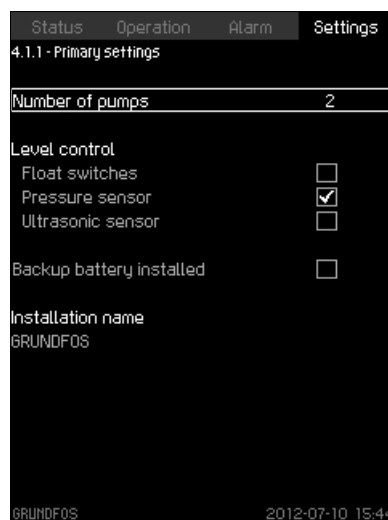 Status Operation Alarm Settings
4.1.1 - Primary settings
Number of pumps 2
Level control
Float switches
Pressure sensor
Ultrasonic sensor
Backup battery installed
Installation name
GRUNDFOS
GRUNDFOS 2012-07-10 15:44